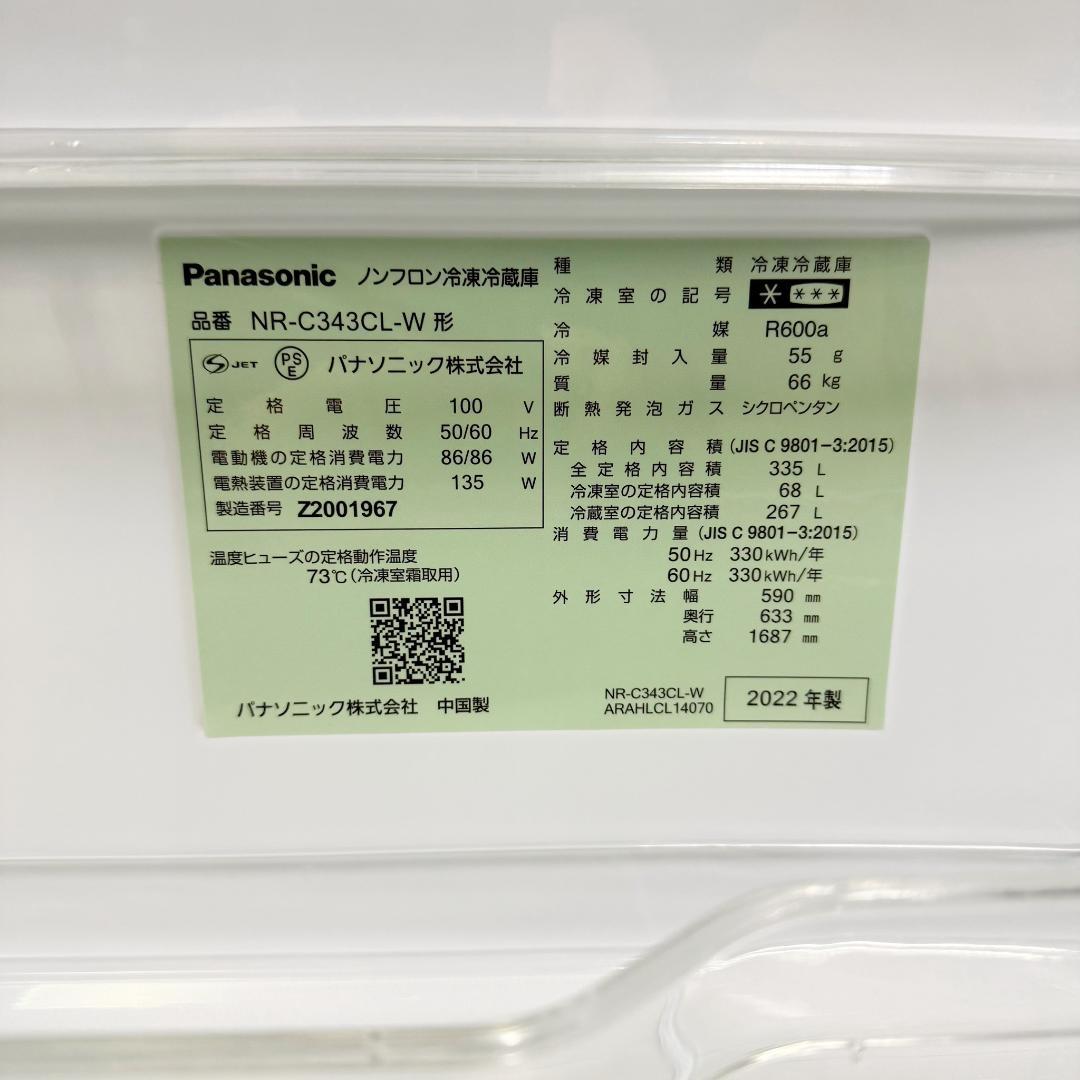 Panasonic ノンフロン冷凍冷蔵庫
品番 NR-C343CL-W 形
S JET PS E パナソニック株式会社
定格電圧 100 V
定格周波数 50/60 Hz
電動機の定格消費電力 86/86 W
電熱装置の定格消費電力 135 W
製造番号 Z2001967
温度ヒューズの定格動作温度
73℃(冷凍室霜取用)
パナソニック株式会社 中国製
種類 冷凍冷蔵庫
冷凍室の記号 * ***
冷媒 R600a
冷媒封入量 55 g
質量 66 kg
断熱発泡ガス シクロペンタン
定格内容積 (JIS C 9801-3:2015)
全定格内容積 335 L
冷凍室の定格内容積 68 L
冷蔵室の定格内容積 267 L
消費電力量 (JIS C 9801-3:2015)
50 Hz 330 kWh/年
60 Hz 330 kWh/年
外形寸法 幅 590 mm
奥行 633 mm
高さ 1687 mm
NR-C343CL-W
ARAHLCL14070
2022 年製